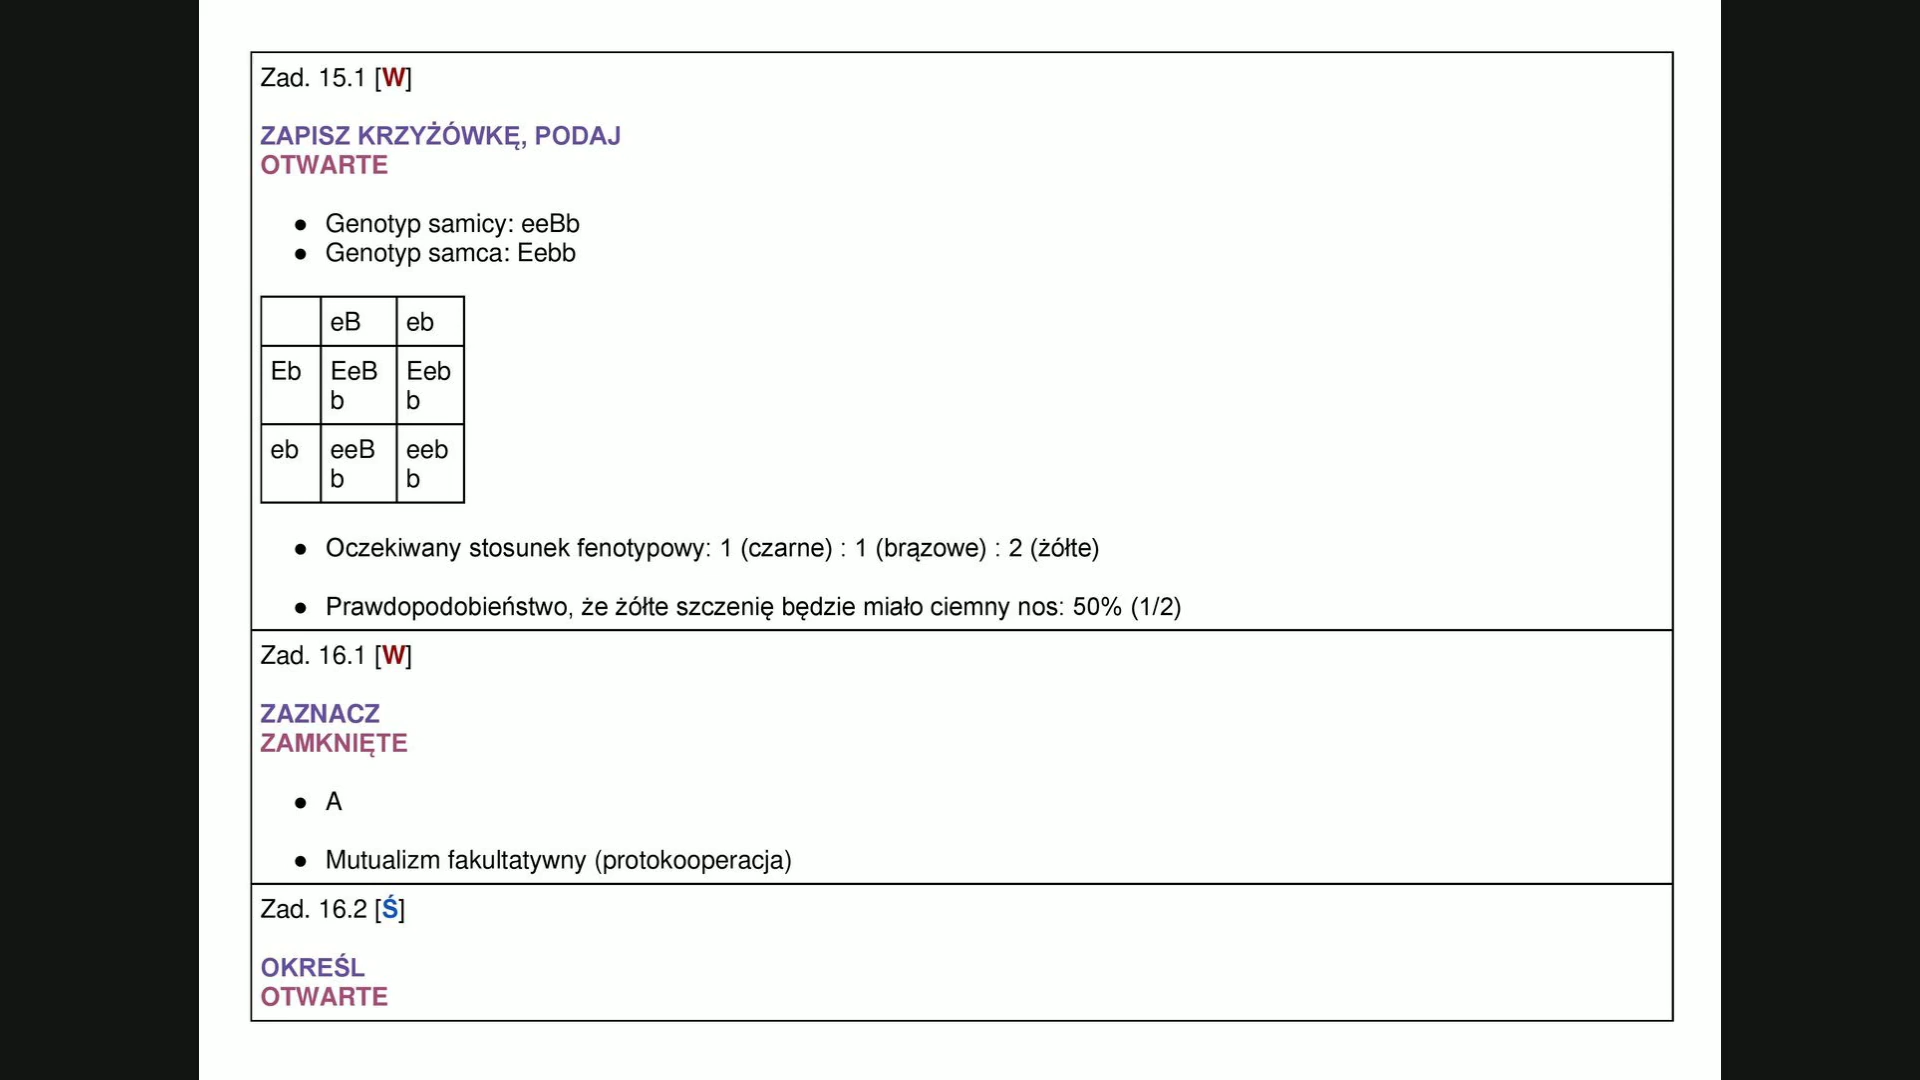 Zad. 15.1 [W]
ZAPISZ KRZYŻÓWKĘ, PODAJ
OTWARTE
● Genotyp samicy: eeBb
● Genotyp samca: Eebb
eB eb
Eb EeB Eeb
b b
eb eeB eeb
b b
● Oczekiwany stosunek fenotypowy: 1 (czarne) : 1 (brązowe) : 2 (żółte)
● Prawdopodobieństwo, że żółte szczenię będzie miało ciemny nos: 50% (1/2)
Zad. 16.1 [W]
ZAZNACZ
ZAMKNIĘTE
● A
● Mutualizm fakultatywny (protokooperacja)
Zad. 16.2 [Ś]
OKREŚL
OTWARTE